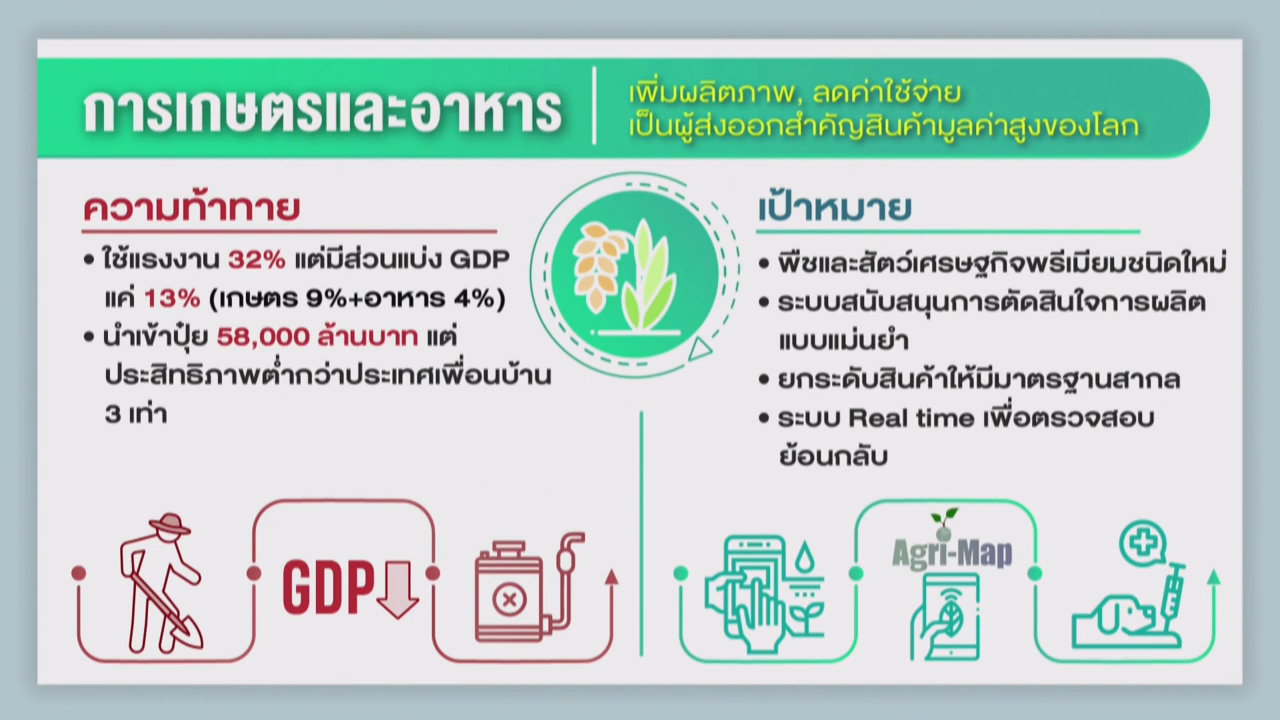 การเกษตรและอาหาร
เพิ่มผลิตภาพ, ลดค่าใช้จ่าย
เป็นผู้ส่งออกสำคัญสินค้ามูลค่าสูงของโลก
ความท้าทาย
• ใช้แรงงาน 32% แต่มีส่วนแบ่ง GDP
แค่ 13% (เกษตร 9%+อาหาร 4%)
• นำเข้าปุ๋ย 58,000 ล้านบาท แต่
ประสิทธิภาพต่ำกว่าประเทศเพื่อนบ้าน
3 เท่า
เป้าหมาย
• พืชและสัตว์เศรษฐกิจพรีเมียมชนิดใหม่
• ระบบสนับสนุนการตัดสินใจการผลิต
แบบแม่นยำ
• ยกระดับสินค้าให้มีมาตรฐานสากล
• ระบบ Real time เพื่อตรวจสอบ
ย้อนกลับ
GDP
Agri-Map